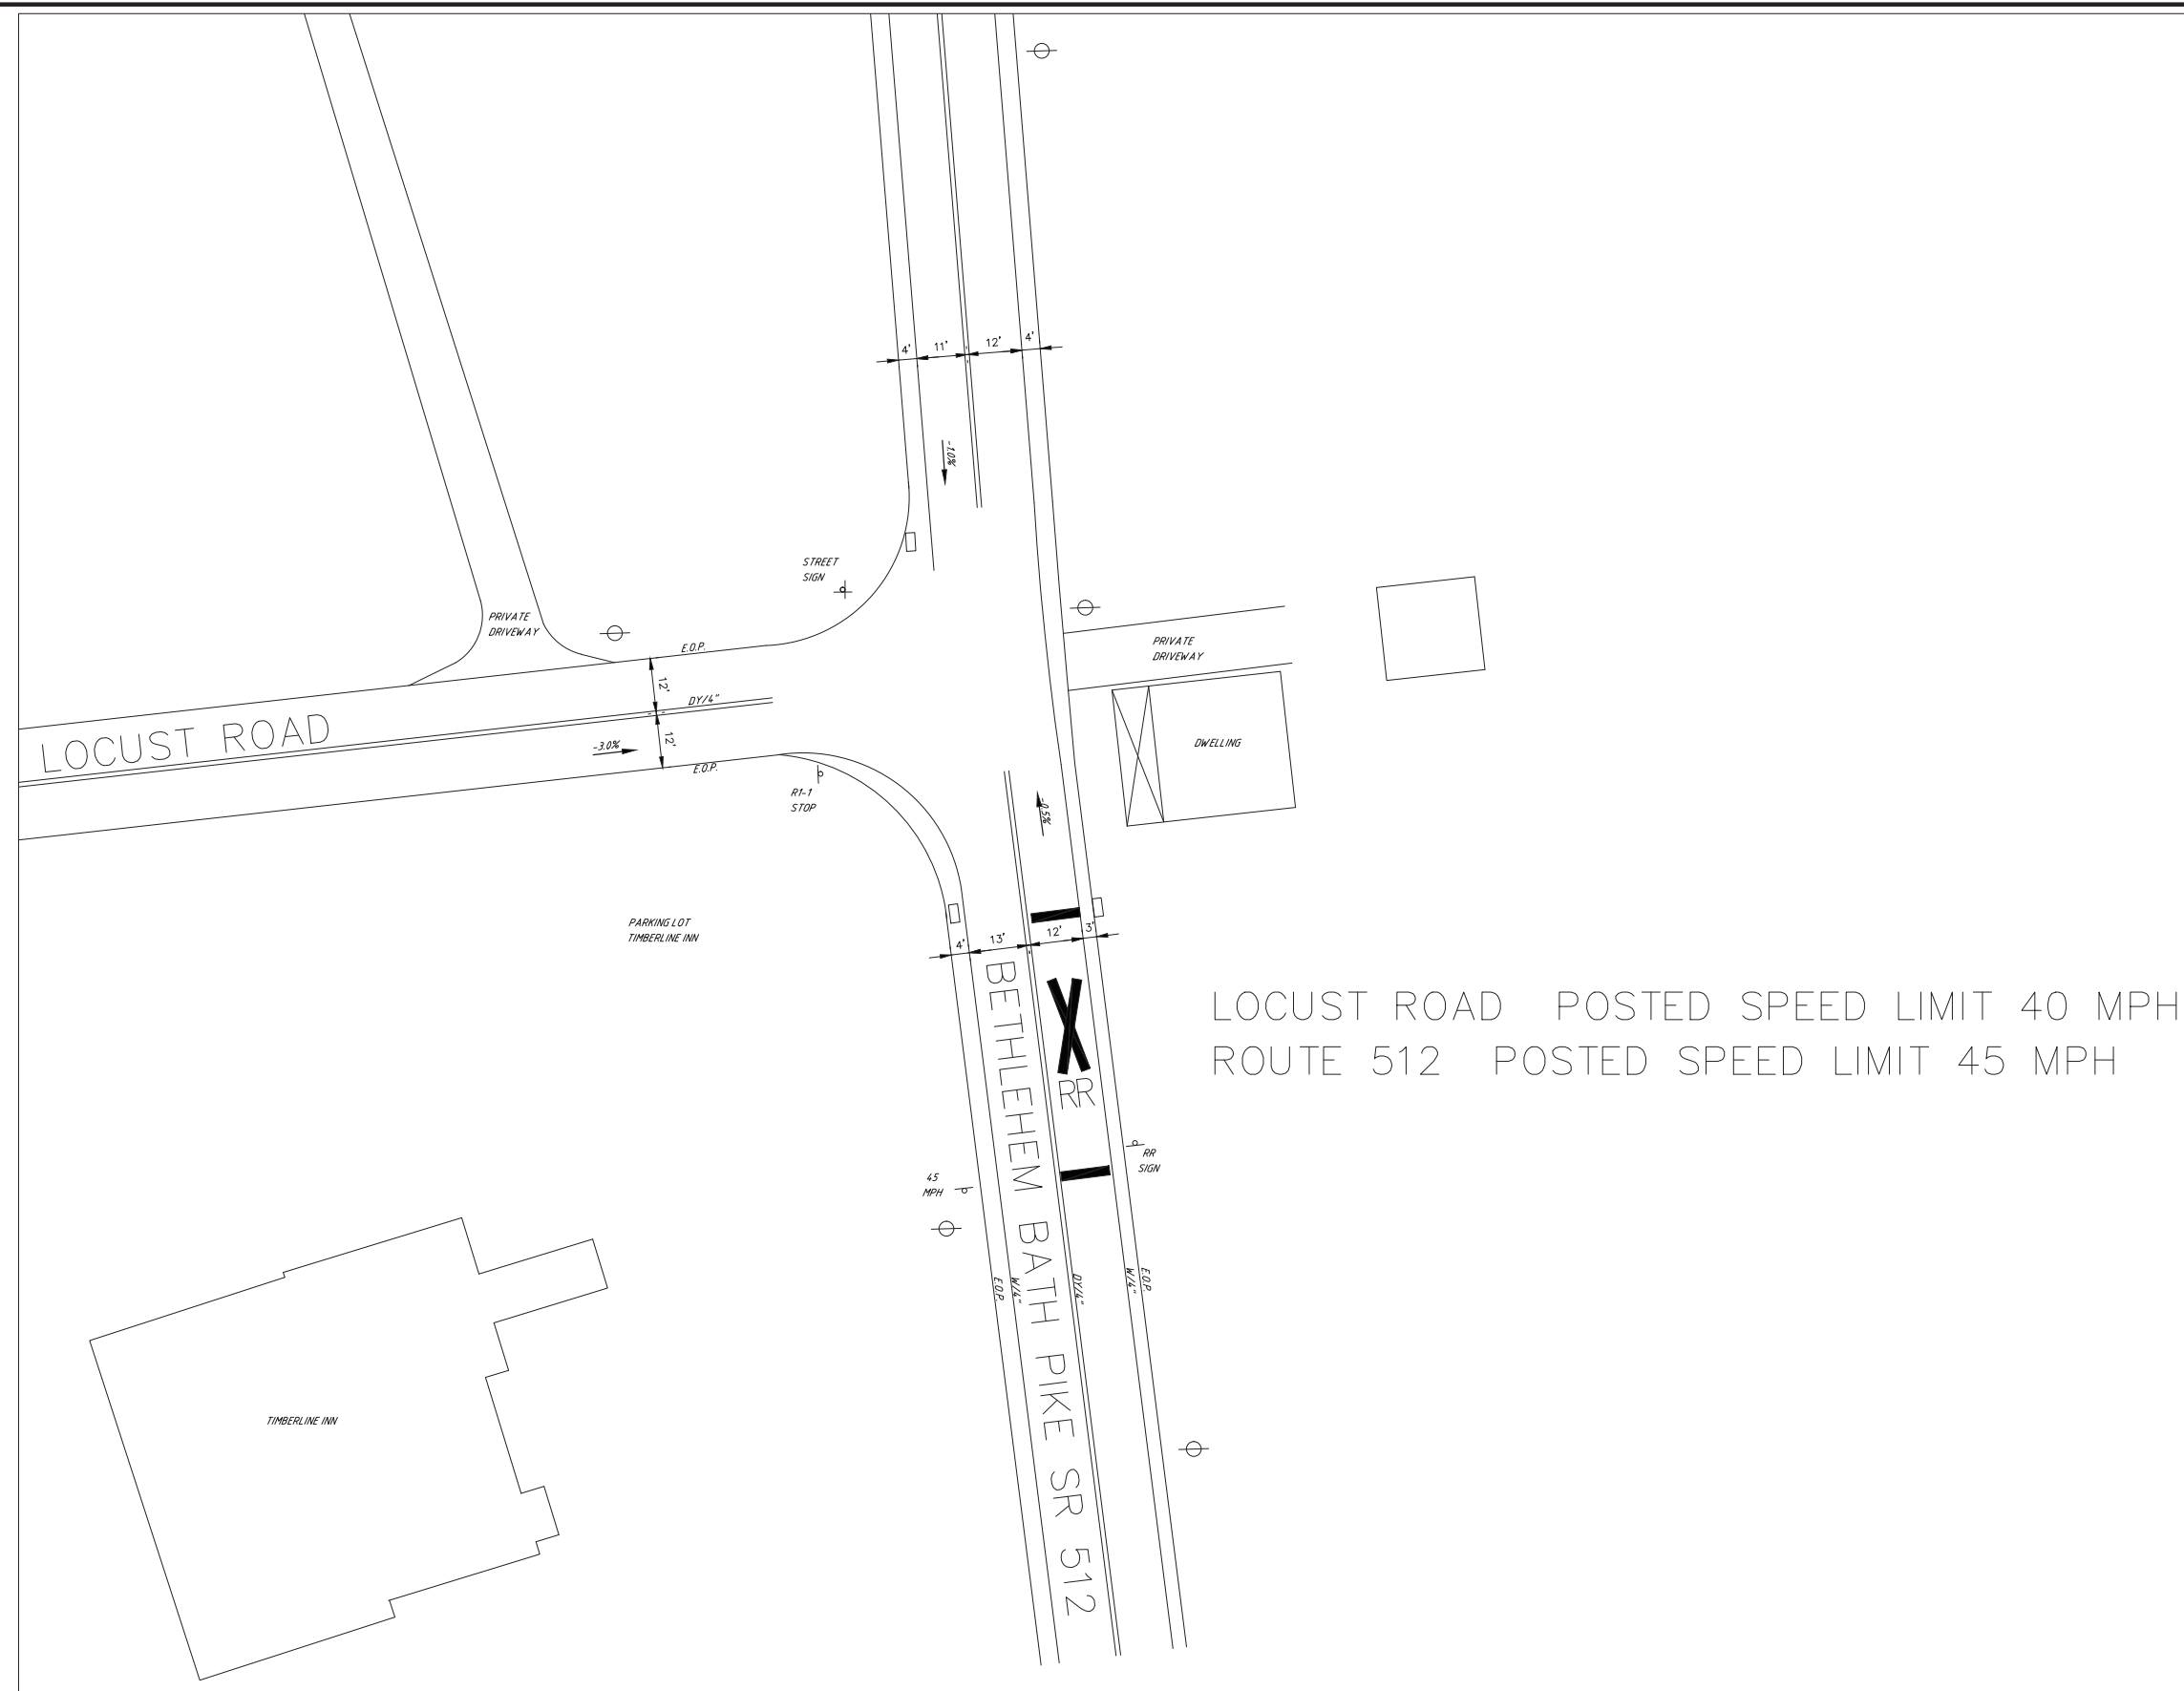 4' 11' 12' 4'
-1.0%
STREET
SIGN
PRIVATE
DRIVEWAY
E.O.P.
PRIVATE
DRIVEWAY
12'
DY/4"
LOCUST ROAD
12'
-3.0%
E.O.P.
DWELLING
R1-1
STOP
-0.5%
PARKING LOT
TIMBERLINE INN
4' 13' 12' 3'
LOCUST ROAD POSTED SPEED LIMIT 40 MPH
ROUTE 512 POSTED SPEED LIMIT 45 MPH
RR
BETHLEHEM BATH PIKE SR 512
RR
SIGN
45
MPH
E.O.P.
W/4"
DY/4"
W/4"
E.O.P.
TIMBERLINE INN